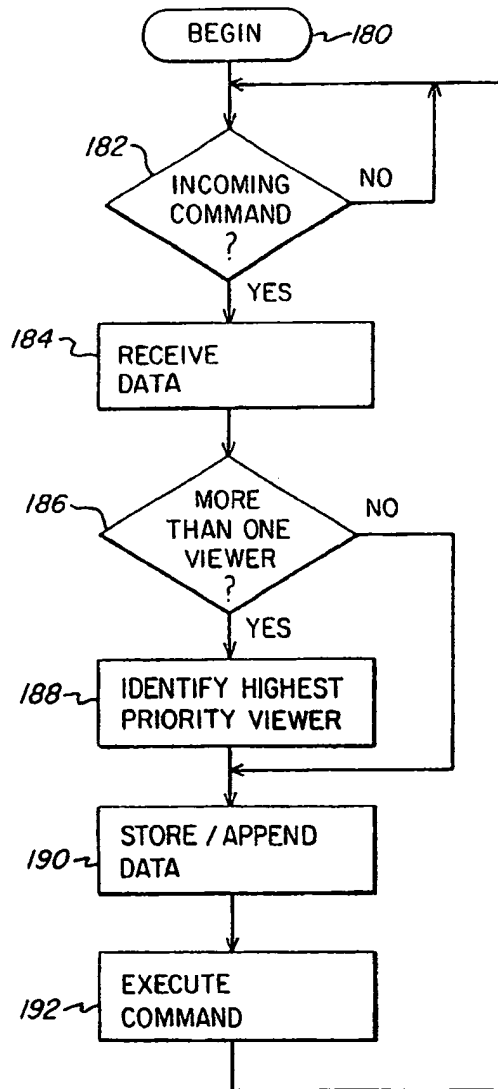 BEGIN
180
182
INCOMING
COMMAND
?
NO
YES
184
RECEIVE
DATA
186
MORE
THAN ONE
VIEWER
?
NO
YES
188
IDENTIFY HIGHEST
PRIORITY VIEWER
190
STORE / APPEND
DATA
192
EXECUTE
COMMAND